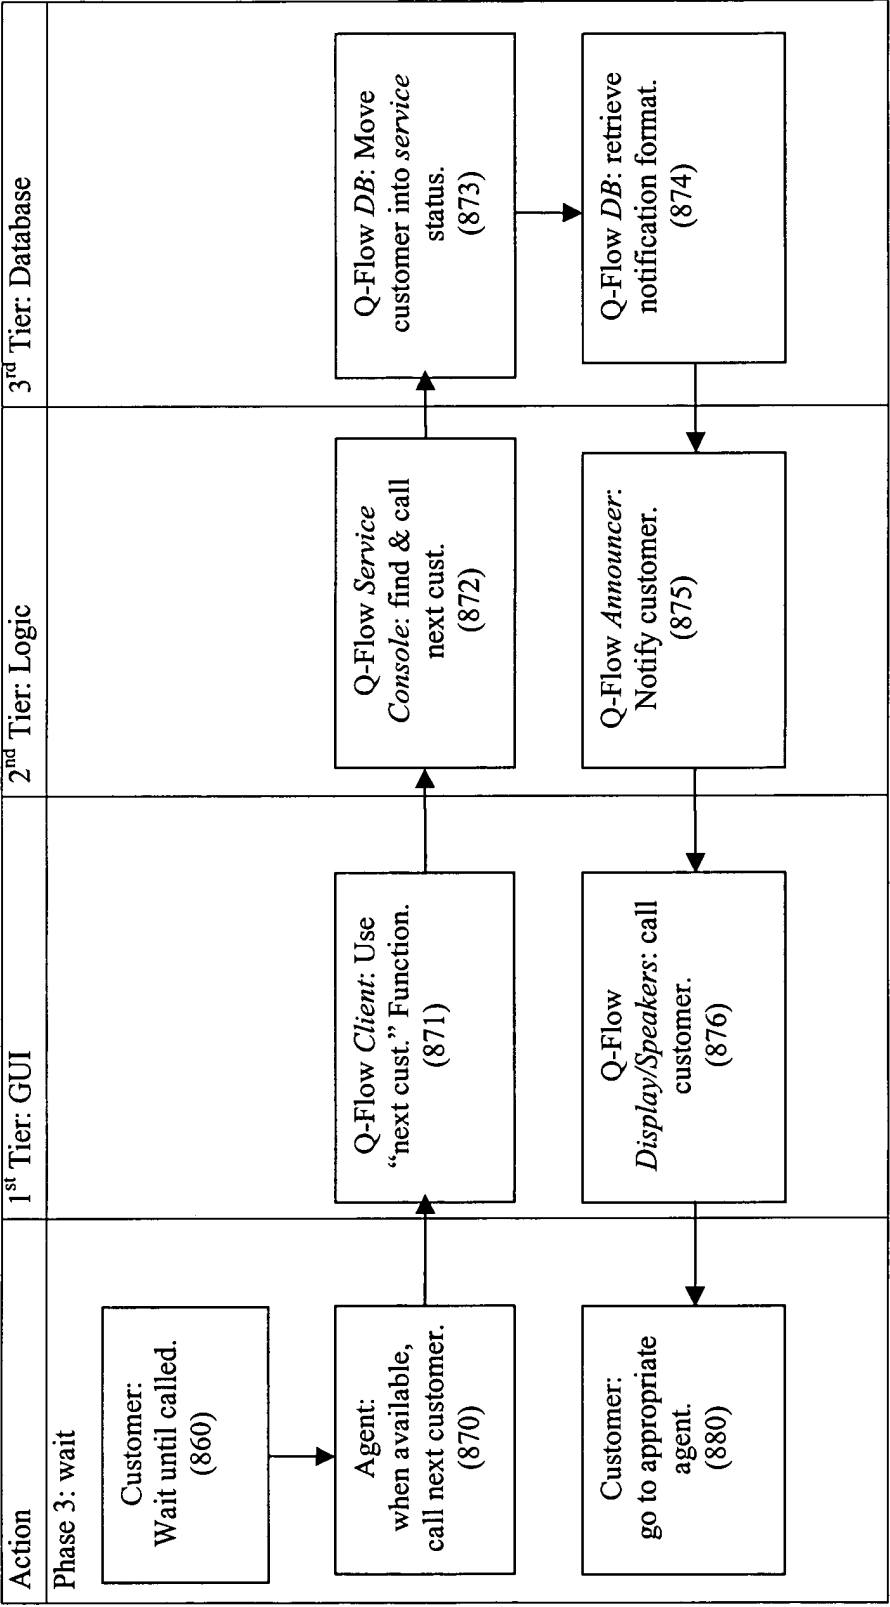 Action
1st Tier: GUI
2nd Tier: Logic
3rd Tier: Database
Phase 3: wait
Customer:
Wait until called.
(860)
Agent:
when available,
call next customer.
(870)
Q-Flow Client: Use
“next cust.” Function.
(871)
Q-Flow Service
Console: find & call
next cust.
(872)
Q-Flow DB: Move
customer into service
status.
(873)
Q-Flow DB: retrieve
notification format.
(874)
Q-Flow Announcer:
Notify customer.
(875)
Q-Flow
Display/Speakers: call
customer.
(876)
Customer:
go to appropriate
agent.
(880)